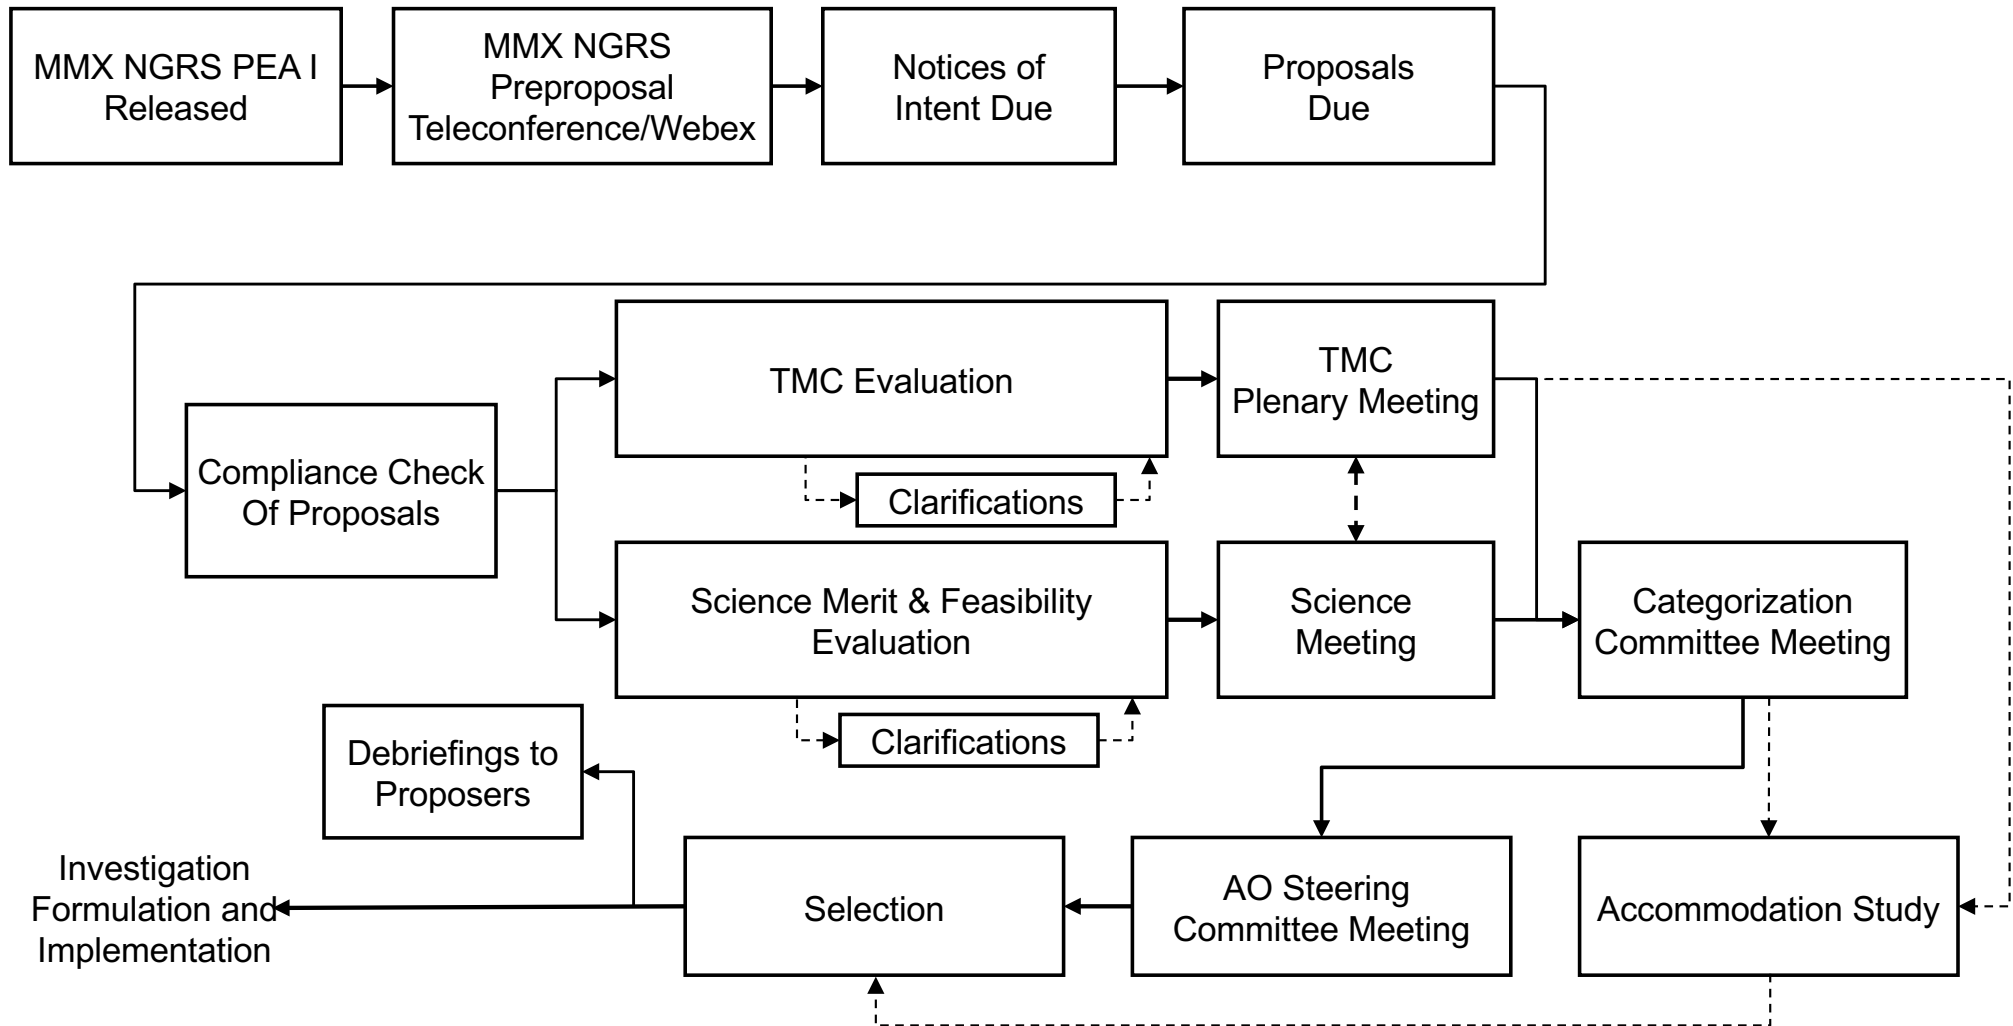 MMX NGRS PEA I
Released
MMX NGRS
Preproposal
Teleconference/Webex
Notices of
Intent Due
Proposals
Due
TMC Evaluation
TMC
Plenary Meeting
Compliance Check
Of Proposals
Clarifications
Science Merit & Feasibility
Evaluation
Science
Meeting
Categorization
Committee Meeting
Clarifications
Debriefings to
Proposers
Investigation
Formulation and
Implementation
Selection
AO Steering
Committee Meeting
Accommodation Study